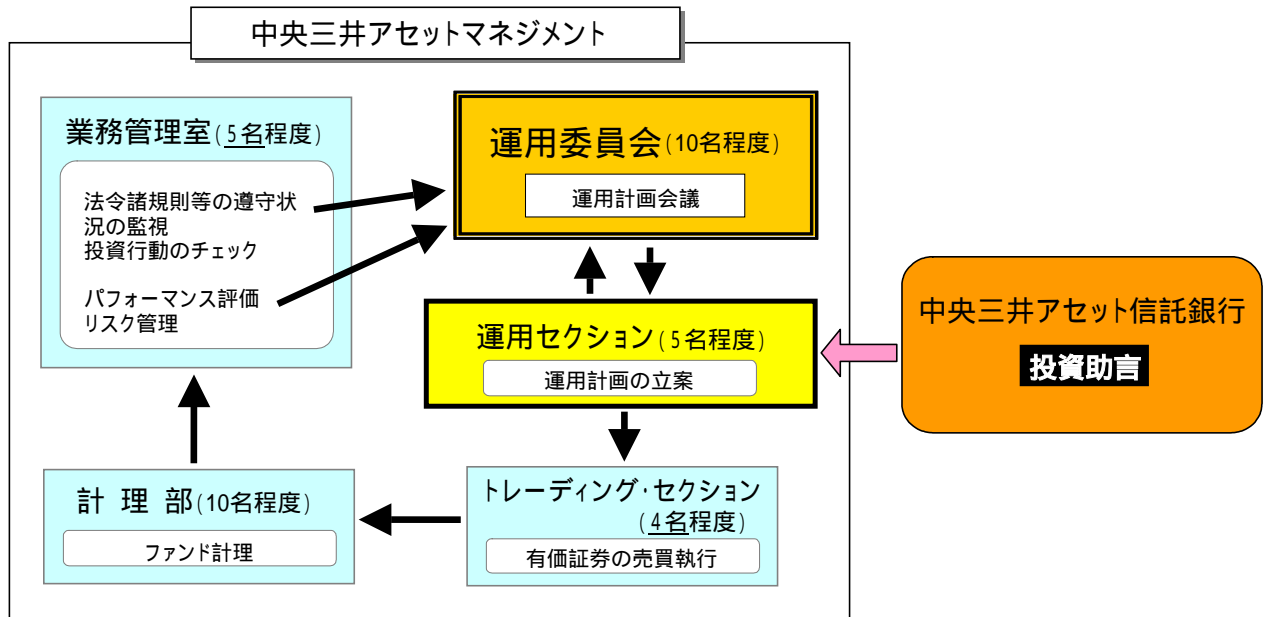 中央三井アセットマネジメント
業務管理室(5名程度)
法令諸規則等の遵守状
況の監視
投資行動のチェック
パフォーマンス評価
リスク管理
運用委員会(10名程度)
運用計画会議
運用セクション(5名程度)
運用計画の立案
中央三井アセット信託銀行
投資助言
計 理 部(10名程度)
ファンド計理
トレーディング・セクション
(4名程度)
有価証券の売買執行